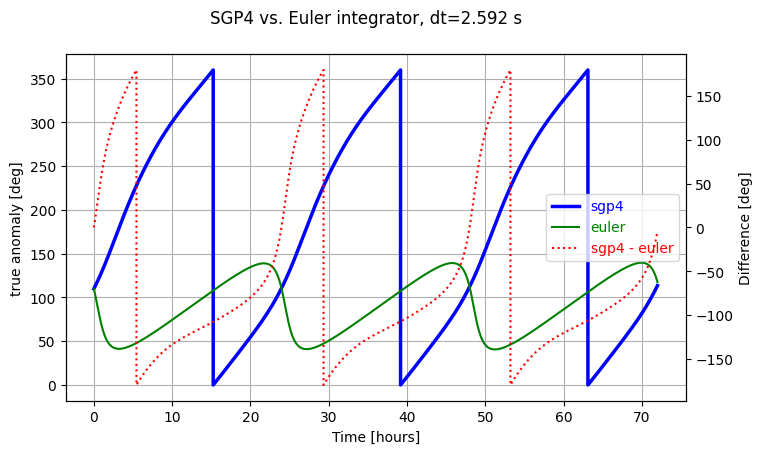 SGP4 vs. Euler integrator, dt=2.592 s
350
300
250
200
150
100
50
0
true anomaly [deg]
0 10 20 30 40 50 60 70
Time [hours]
150
100
50
0
−50
−100
−150
Difference [deg]
sgp4
euler
sgp4 - euler